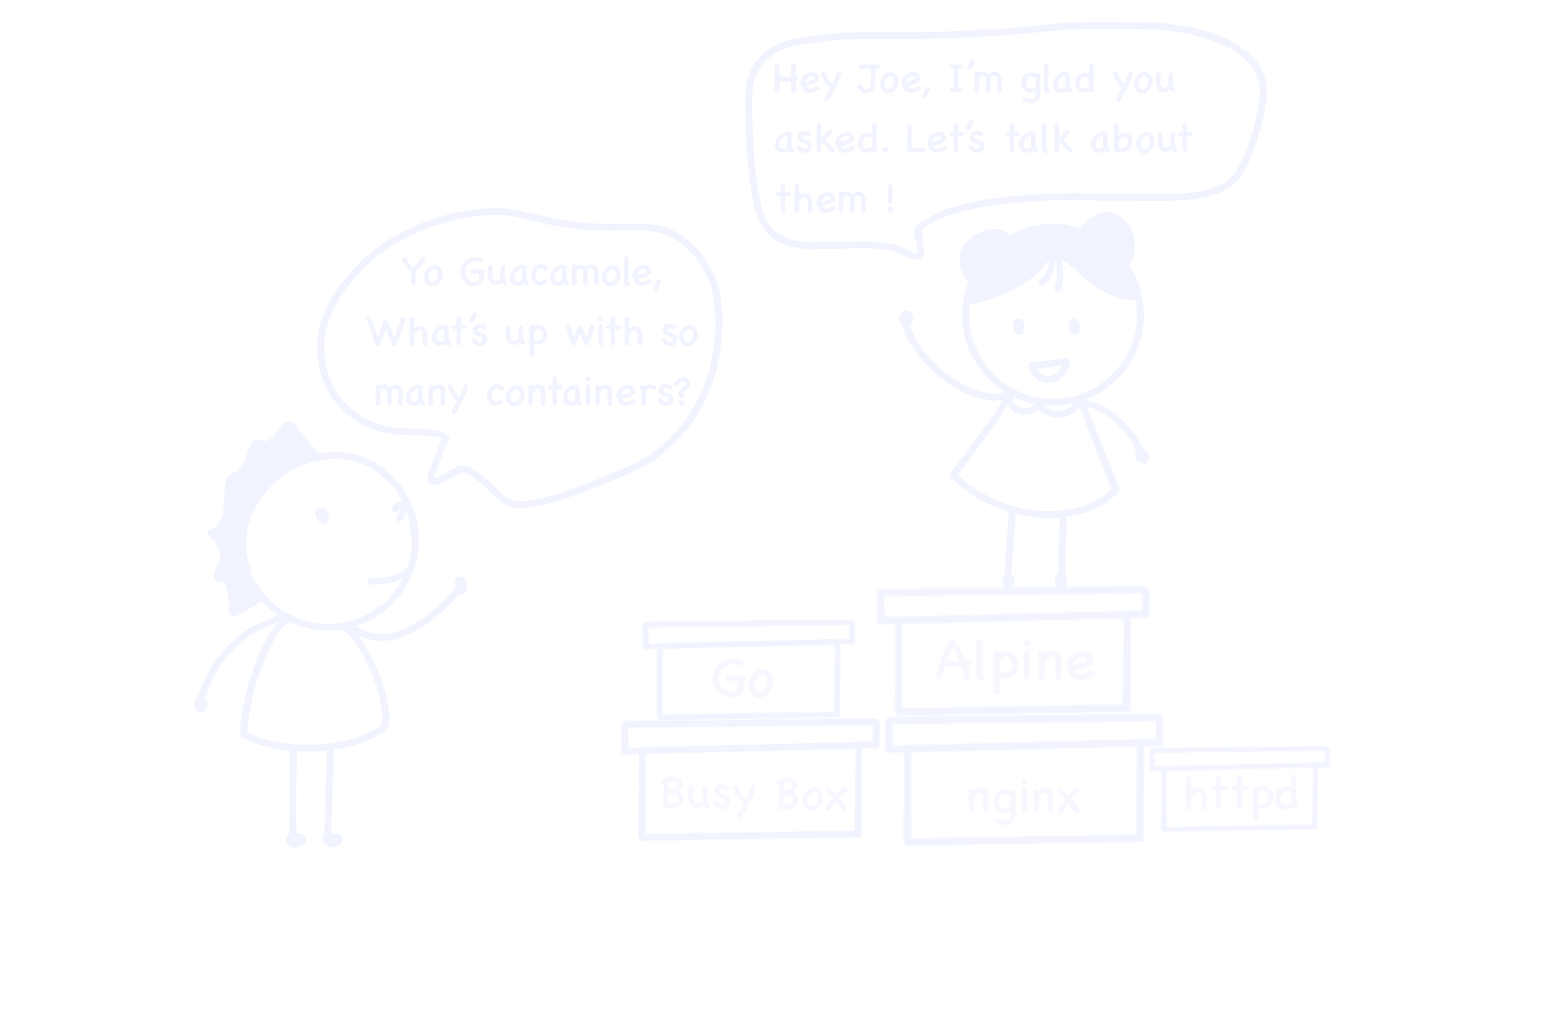 Hey Joe, I'm glad you
asked. Let's talk about
them !
Yo Guacamole,
What's up with so
many containers?
Go
Alpine
Busy Box
nginx
httpd